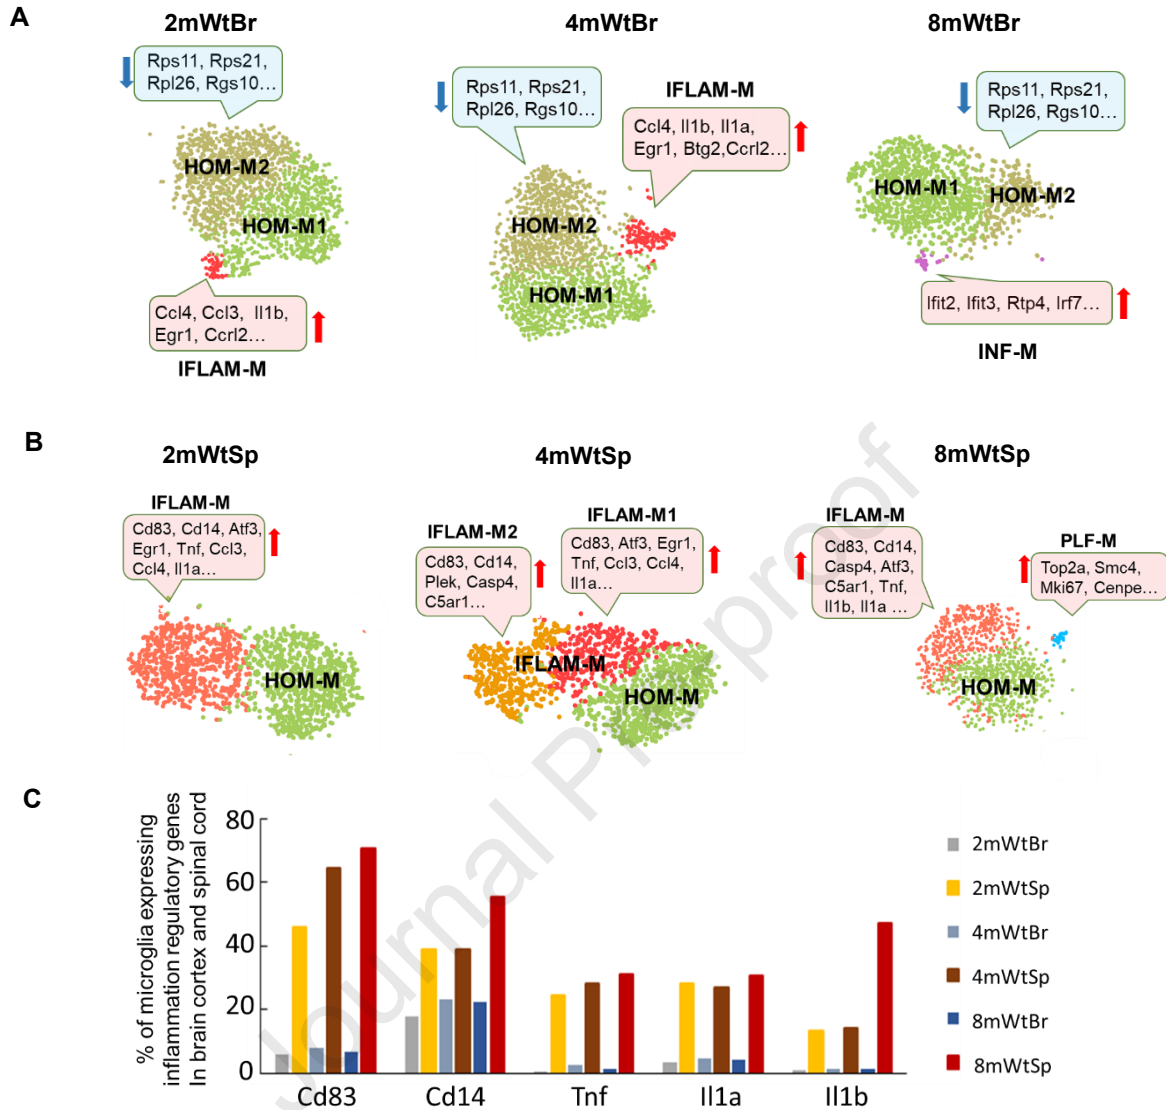 A
2mWtBr
4mWtBr
8mWtBr
Rps11, Rps21,
Rpl26, Rgs10...
HOM-M2
HOM-M1
Ccl4, Ccl3, Il1b,
Egr1, Ccrl2...
IFLAM-M
Rps11, Rps21,
Rpl26, Rgs10...
IFLAM-M
Ccl4, Il1b, Il1a,
Egr1, Btg2,Ccrl2...
HOM-M2
HOM-M1
Rps11, Rps21,
Rpl26, Rgs10...
HOM-M1
HOM-M2
Ifit2, Ifit3, Rtp4, Irf7...
INF-M
B
2mWtSp
4mWtSp
8mWtSp
IFLAM-M
Cd83, Cd14, Atf3,
Egr1, Tnf, Ccl3,
Ccl4, Il1a...
HOM-M
IFLAM-M2
Cd83, Cd14,
Plek, Casp4,
C5ar1...
IFLAM-M1
Cd83, Atf3, Egr1,
Tnf, Ccl3, Ccl4,
Il1a...
IFLAM-M
HOM-M
IFLAM-M
Cd83, Cd14,
Casp4, Atf3,
C5ar1, Tnf,
Il1b, Il1a ...
PLF-M
Top2a, Smc4,
Mki67, Cenpe...
HOM-M
C
% of microglia expressing
inflammation regulatory genes
In brain cortex and spinal cord
80
60
40
20
0
Cd83
Cd14
Tnf
Il1a
Il1b
2mWtBr
2mWtSp
4mWtBr
4mWtSp
8mWtBr
8mWtSp
Journal Pre-proof